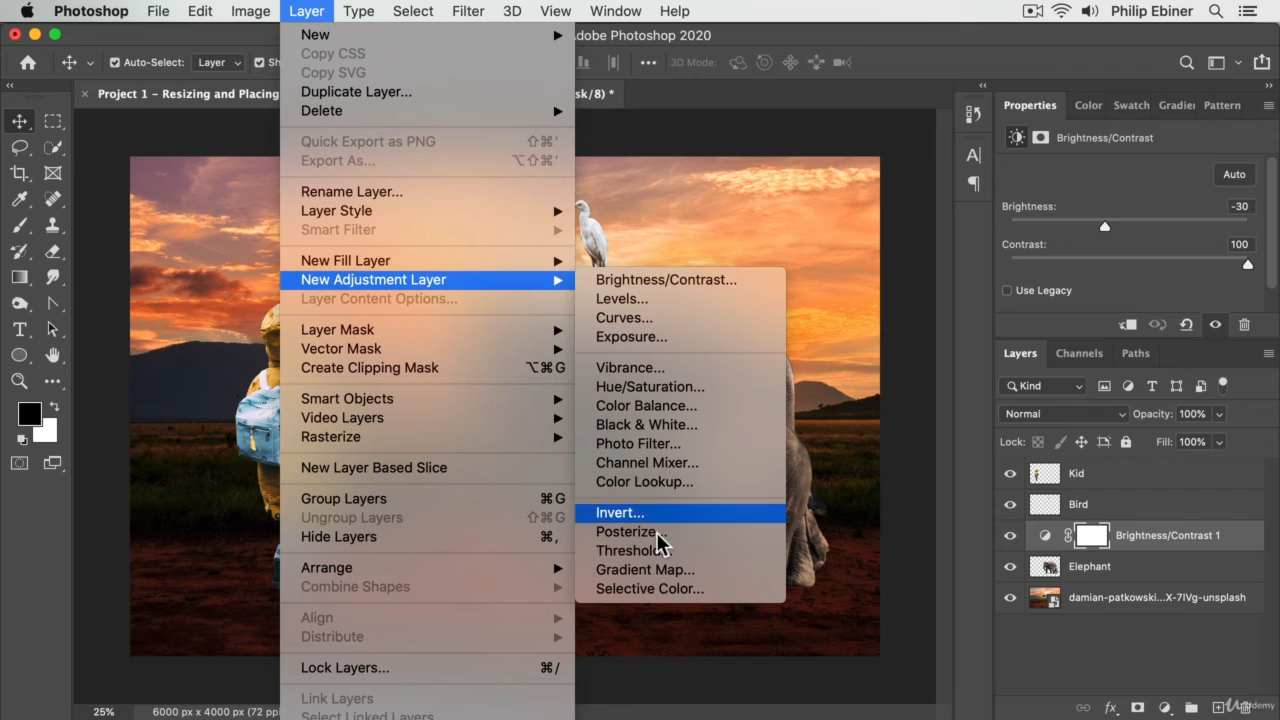 Photoshop File Edit Image Layer Type Select Filter 3D View Window Help Philip Ebiner
Adobe Photoshop 2020
Auto-Select: Layer Sh 3D Mode:
Project 1 – Resizing and Placing sk/8) *
New
Copy CSS
Copy SVG
Duplicate Layer...
Delete
Quick Export as PNG ⇧⌘'
Export As... ⌥⇧⌘'
Rename Layer...
Layer Style
Smart Filter
New Fill Layer
New Adjustment Layer
Layer Content Options...
Layer Mask
Vector Mask
Create Clipping Mask ⌥⌘G
Smart Objects
Video Layers
Rasterize
New Layer Based Slice
Group Layers ⌘G
Ungroup Layers ⇧⌘G
Hide Layers ⌘,
Arrange
Combine Shapes
Align
Distribute
Lock Layers... ⌘/
Link Layers
Select Linked Layers
Brightness/Contrast...
Levels...
Curves...
Exposure...
Vibrance...
Hue/Saturation...
Color Balance...
Black & White...
Photo Filter...
Channel Mixer...
Color Lookup...
Invert...
Posterize...
Threshold
Gradient Map...
Selective Color...
Properties Color Swatch Gradie Pattern
Brightness/Contrast
Auto
Brightness: -30
Contrast: 100
Use Legacy
Layers Channels Paths
Kind
Normal Opacity: 100%
Lock: Fill: 100%
Kid
Bird
Brightness/Contrast 1
Elephant
damian-patkowski...X-7IVg-unsplash
25% 6000 px x 4000 px (72 ppi
Udemy